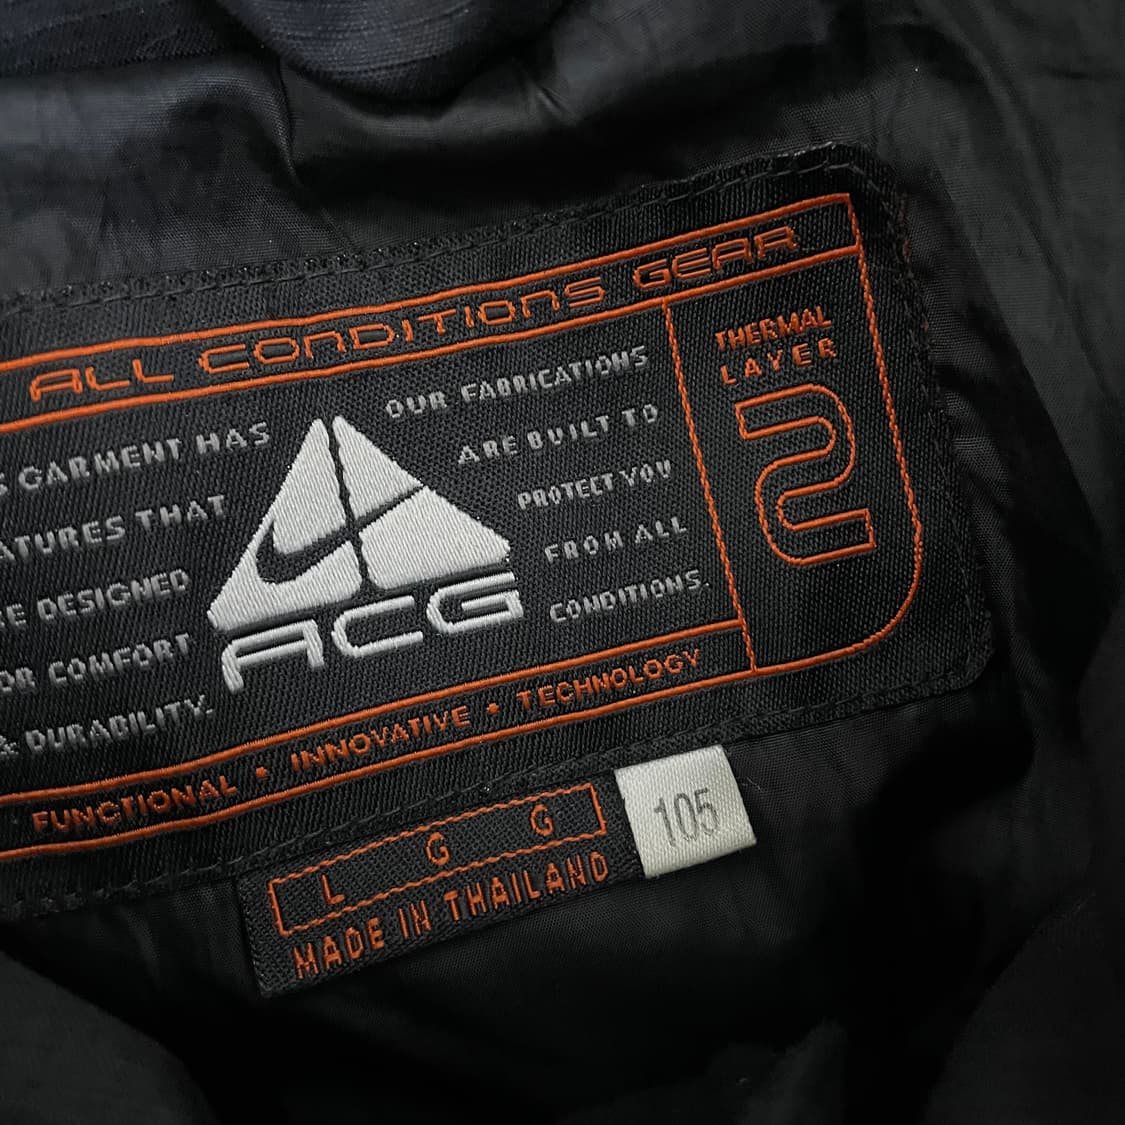 ALL CONDITIONS GEAR
S GARMENT HAS
ATURES THAT
RE DESIGNED
OR COMFORT
& DURABILITY.
ACG
OUR FABRICATIONS
ARE BUILT TO
PROTECT YOU
FROM ALL
CONDITIONS.
THERMAL
LAYER
2
FUNCTIONAL • INNOVATIVE • TECHNOLOGY
L G G
MADE IN THAILAND
105